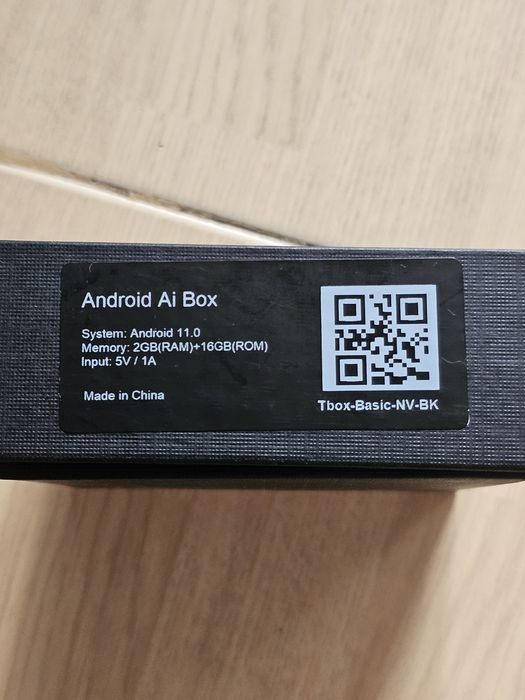 Android Ai Box
System: Android 11.0
Memory: 2GB(RAM)+16GB(ROM)
Input: 5V / 1A
Made in China
Tbox-Basic-NV-BK